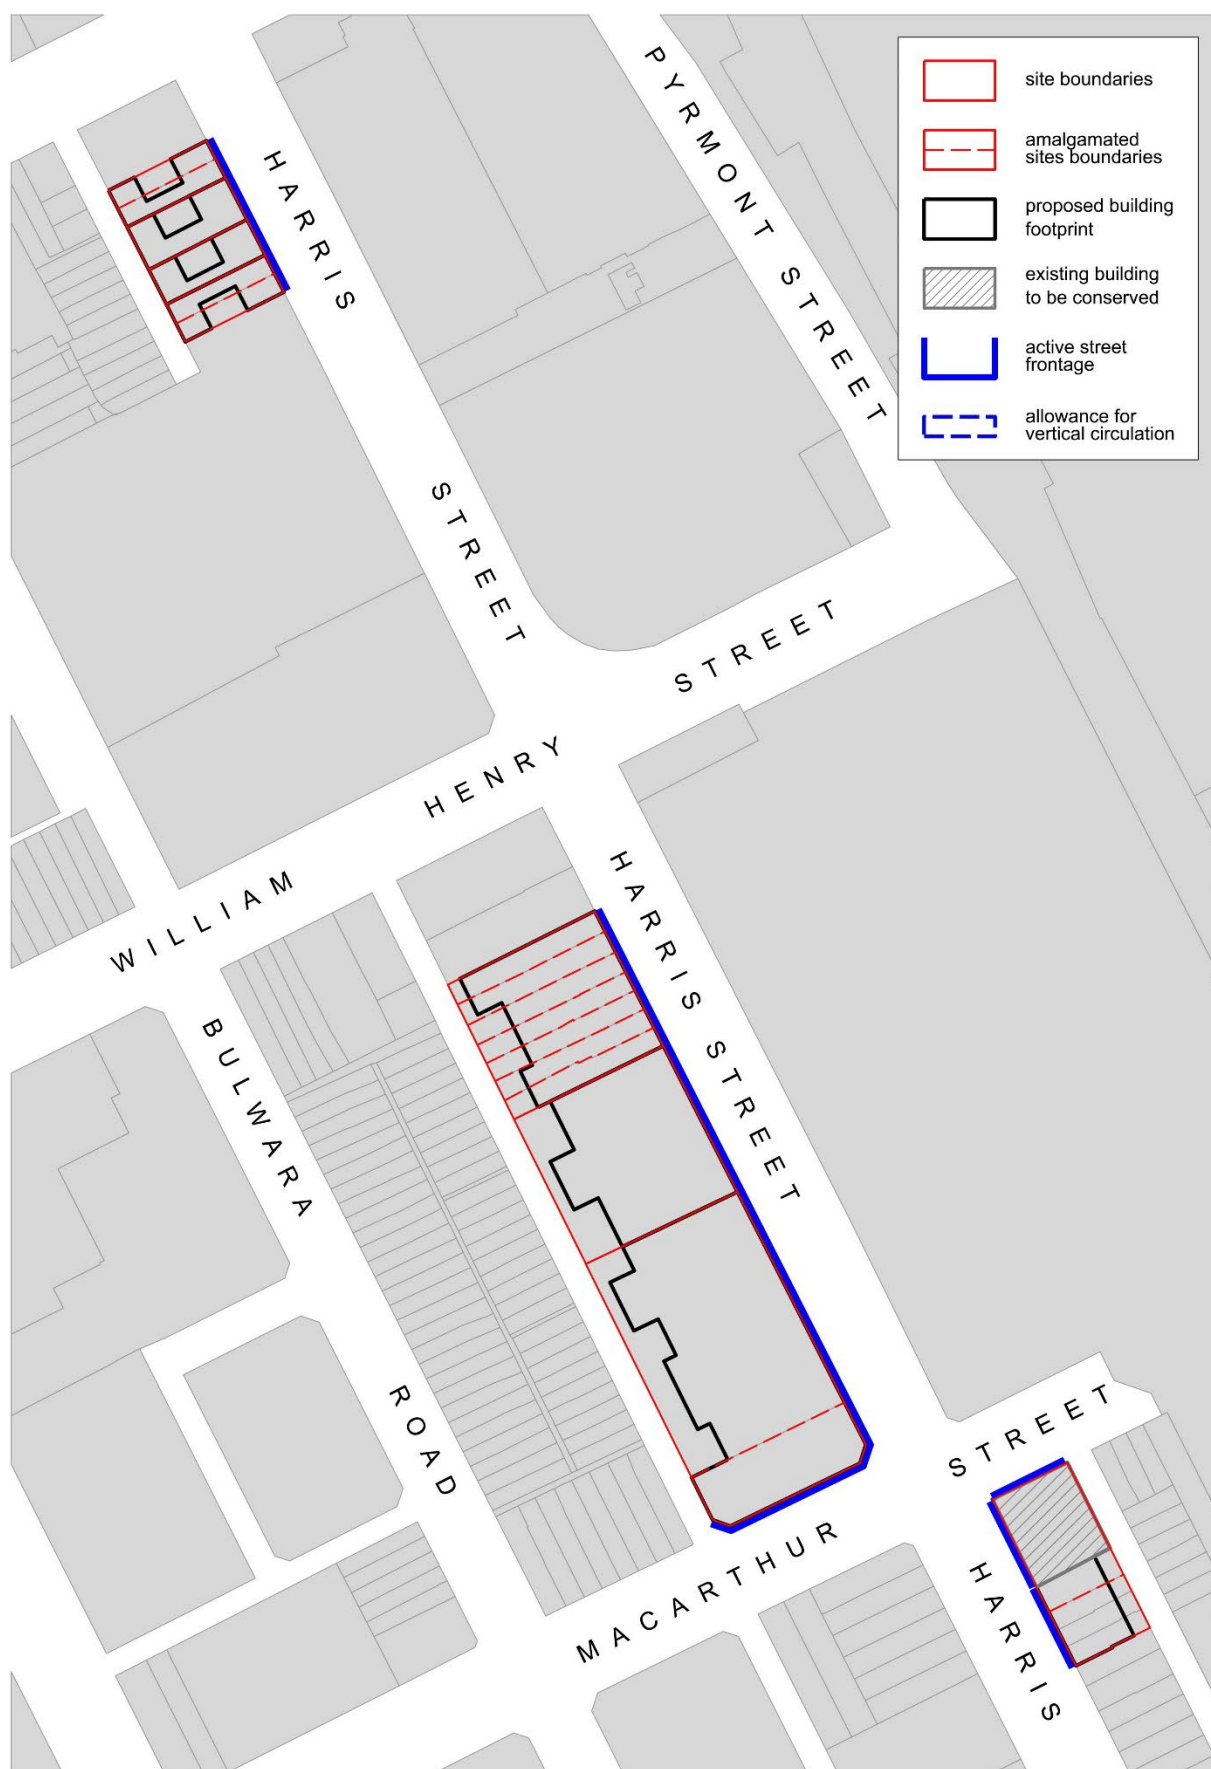 PYRMONT STREET
HARRIS
STREET
site boundaries
amalgamated
sites boundaries
proposed building
footprint
existing building
to be conserved
active street
frontage
allowance for
vertical circulation
WILLIAM HENRY STREET
HARRIS STREET
BULWARA ROAD
MACARTHUR STREET
HARRIS